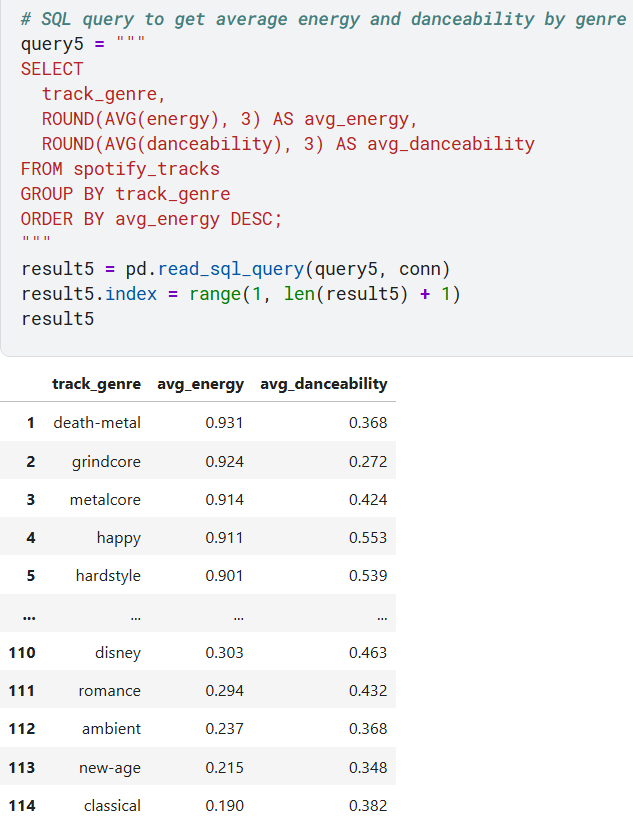 # SQL query to get average energy and danceability by genre
query5 = """
SELECT
  track_genre,
  ROUND(AVG(energy), 3) AS avg_energy,
  ROUND(AVG(danceability), 3) AS avg_danceability
FROM spotify_tracks
GROUP BY track_genre
ORDER BY avg_energy DESC;
"""
result5 = pd.read_sql_query(query5, conn)
result5.index = range(1, len(result5) + 1)
result5
track_genre avg_energy avg_danceability
1 death-metal 0.931 0.368
2 grindcore 0.924 0.272
3 metalcore 0.914 0.424
4 happy 0.911 0.553
5 hardstyle 0.901 0.539
... ... ... ...
110 disney 0.303 0.463
111 romance 0.294 0.432
112 ambient 0.237 0.368
113 new-age 0.215 0.348
114 classical 0.190 0.382